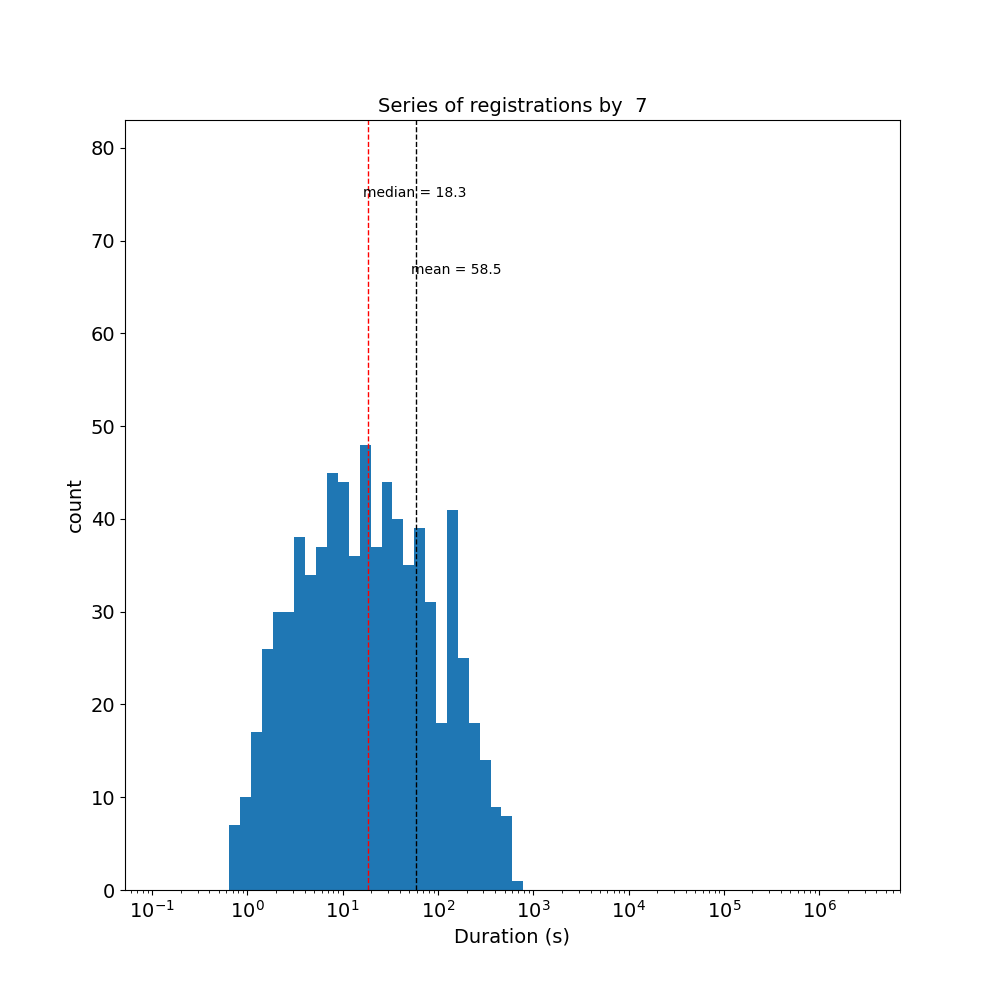 Series of registrations by  7
80
70
60
50
40
30
20
10
0
count
median = 18.3
mean = 58.5
10⁻¹ 10⁰ 10¹ 10² 10³ 10⁴ 10⁵ 10⁶
Duration (s)